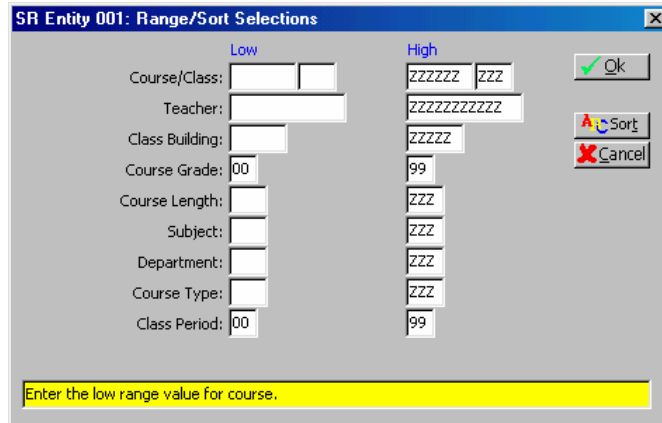 SR Entity 001: Range/Sort Selections
Low High
Course/Class: ZZZZZZ ZZZ Ok
Teacher: ZZZZZZZZZZZ
Sort
Class Building: ZZZZZ
Cancel
Course Grade: 00 99
Course Length: ZZZ
Subject: ZZZ
Department: ZZZ
Course Type: ZZZ
Class Period: 00 99
Enter the low range value for course.